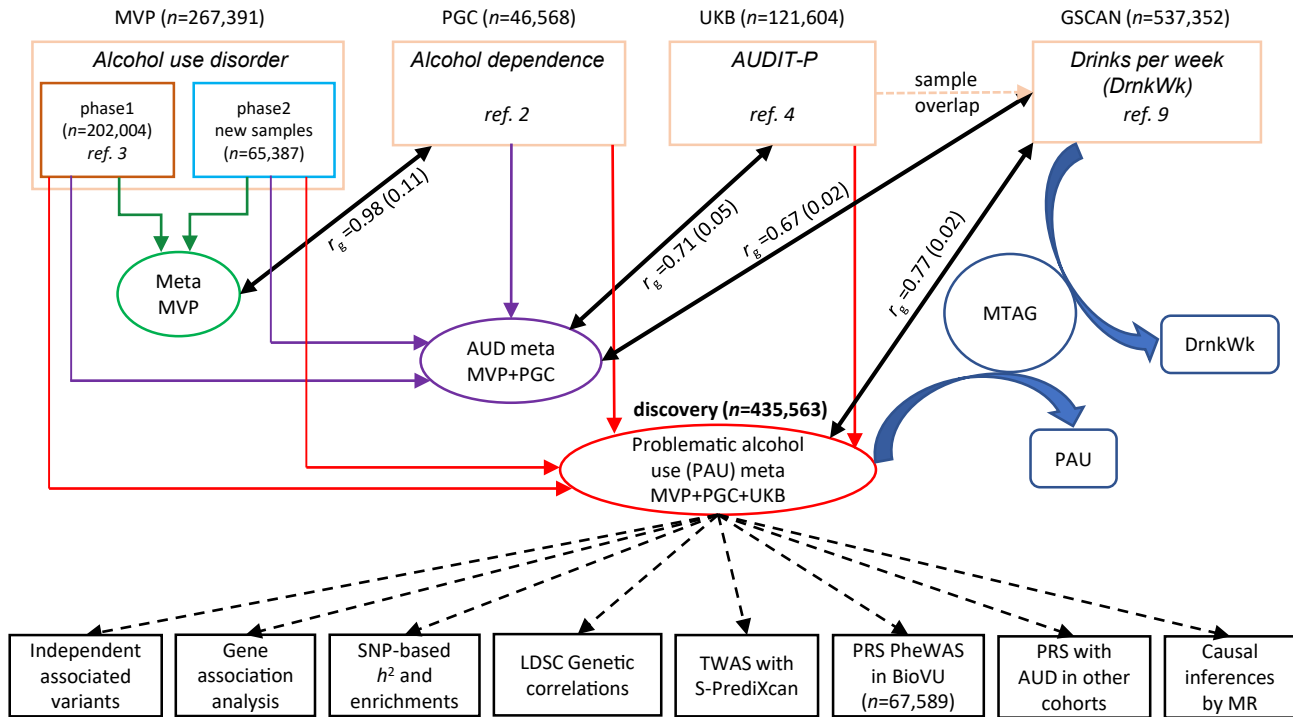 MVP (n=267,391)
PGC (n=46,568)
UKB (n=121,604)
GSCAN (n=537,352)
Alcohol use disorder
phase1
(n=202,004)
ref. 3
phase2
new samples
(n=65,387)
Alcohol dependence
ref. 2
AUDIT-P
ref. 4
sample
overlap
Drinks per week
(DrnkWk)
ref. 9
rg=0.98 (0.11)
rg=0.71 (0.05)
rg=0.67 (0.02)
rg=0.77 (0.02)
Meta
MVP
AUD meta
MVP+PGC
MTAG
DrnkWk
PAU
discovery (n=435,563)
Problematic alcohol
use (PAU) meta
MVP+PGC+UKB
Independent
associated
variants
Gene
association
analysis
SNP-based
h² and
enrichments
LDSC Genetic
correlations
TWAS with
S-PrediXcan
PRS PheWAS
in BioVU
(n=67,589)
PRS with
AUD in other
cohorts
Causal
inferences
by MR